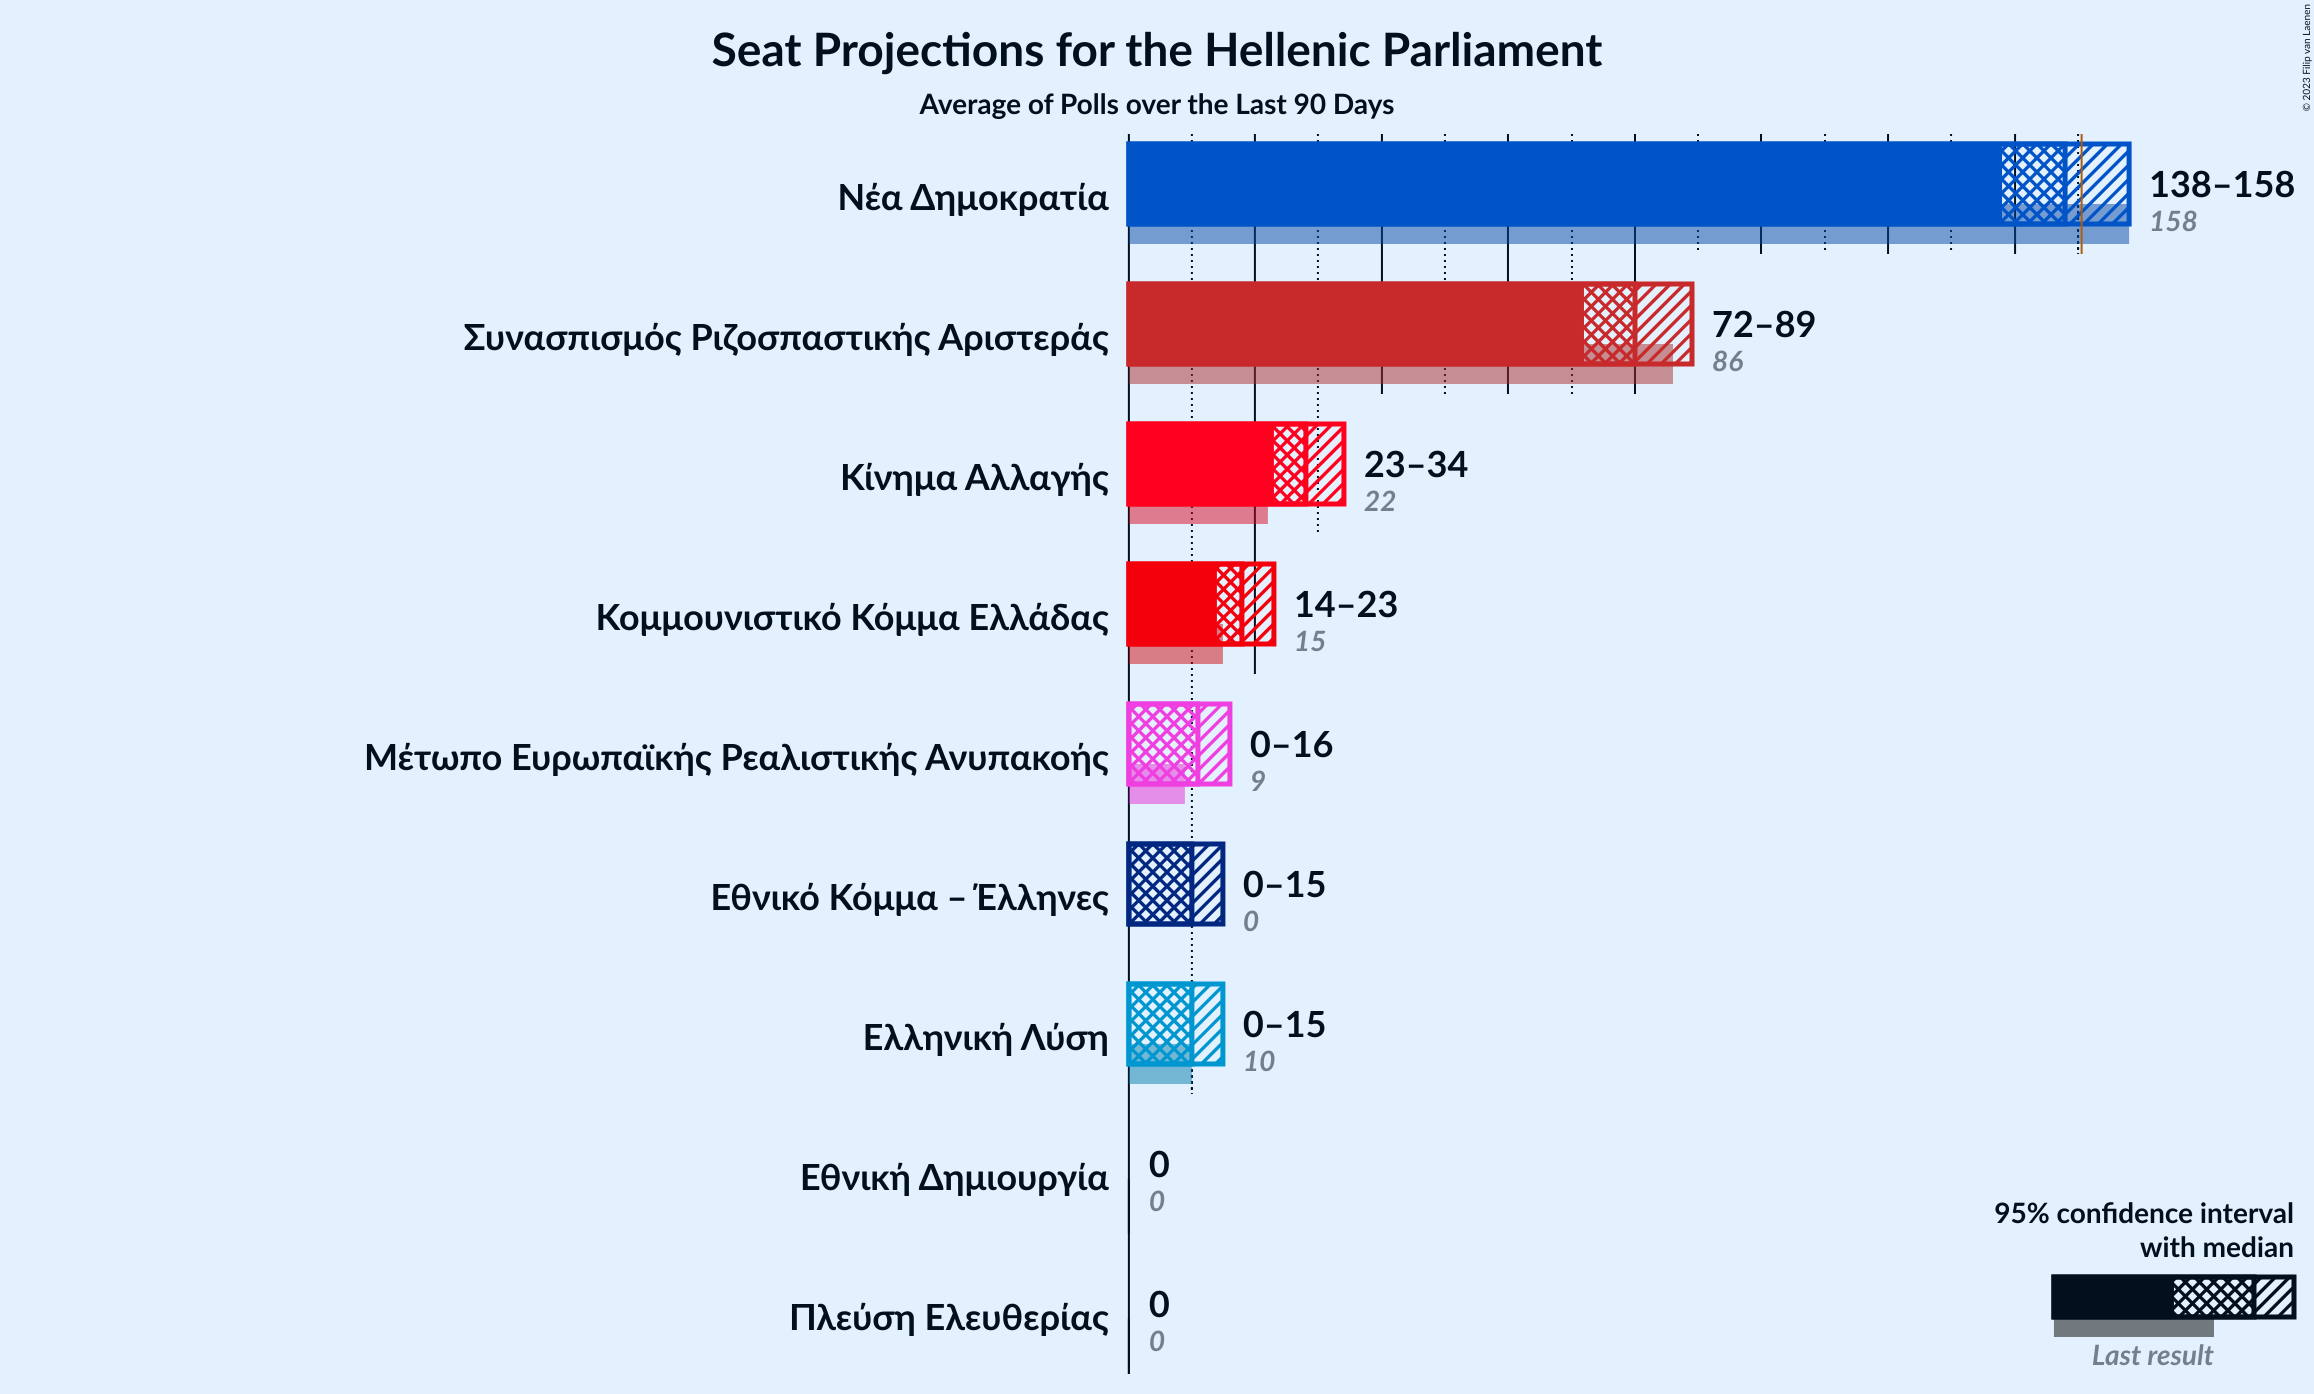 Seat Projections for the Hellenic Parliament
Average of Polls over the Last 90 Days
© 2023 Filip van Laenen
Νέα Δημοκρατία
138–158
158
Συνασπισμός Ριζοσπαστικής Αριστεράς
72–89
86
Κίνημα Αλλαγής
23–34
22
Κομμουνιστικό Κόμμα Ελλάδας
14–23
15
Μέτωπο Ευρωπαϊκής Ρεαλιστικής Ανυπακοής
0–16
9
Εθνικό Κόμμα – Έλληνες
0–15
0
Ελληνική Λύση
0–15
10
Εθνική Δημιουργία
0
0
Πλεύση Ελευθερίας
0
0
95% confidence interval
with median
Last result